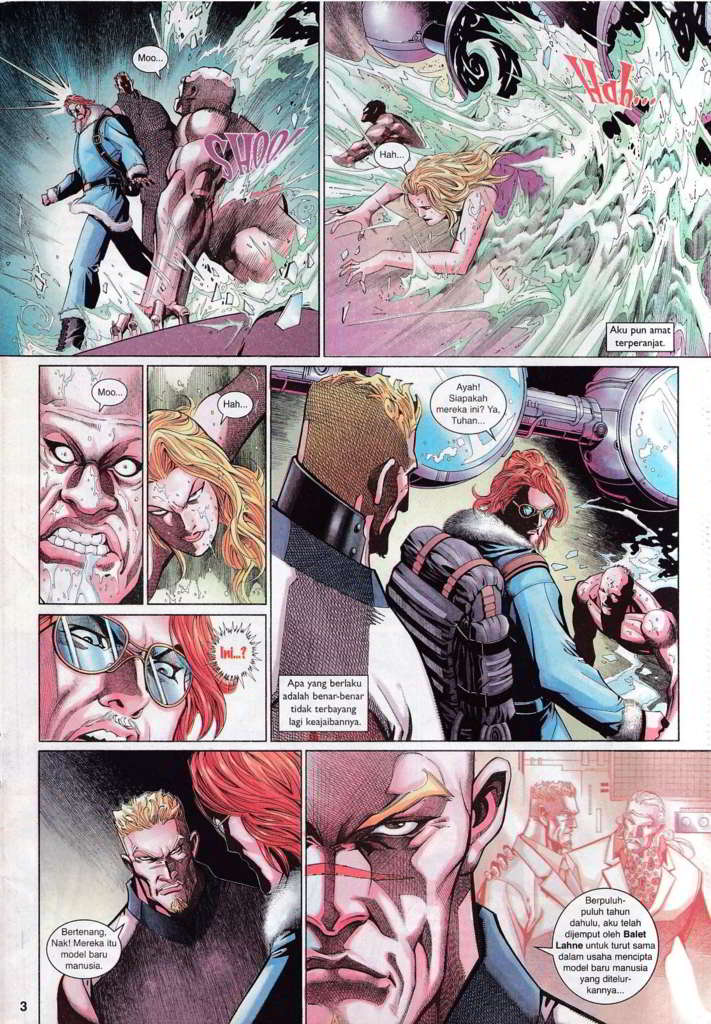 Moo...
SHOO!
Hah...
Hah...
Aku pun amat
terperanjat.
Moo...
Hah...
Ini...?
Ayah!
Siapakah
mereka ini? Ya,
Tuhan...
Apa yang berlaku
adalah benar-benar
tidak terbayang
lagi keajaibannya.
Bertenang,
Nak! Mereka itu
model baru
manusia.
Berpuluh-
puluh tahun
dahulu, aku telah
dijemput oleh Balet
Lahne untuk turut sama
dalam usaha mencipta
model baru manusia
yang ditelur-
kannya...
3